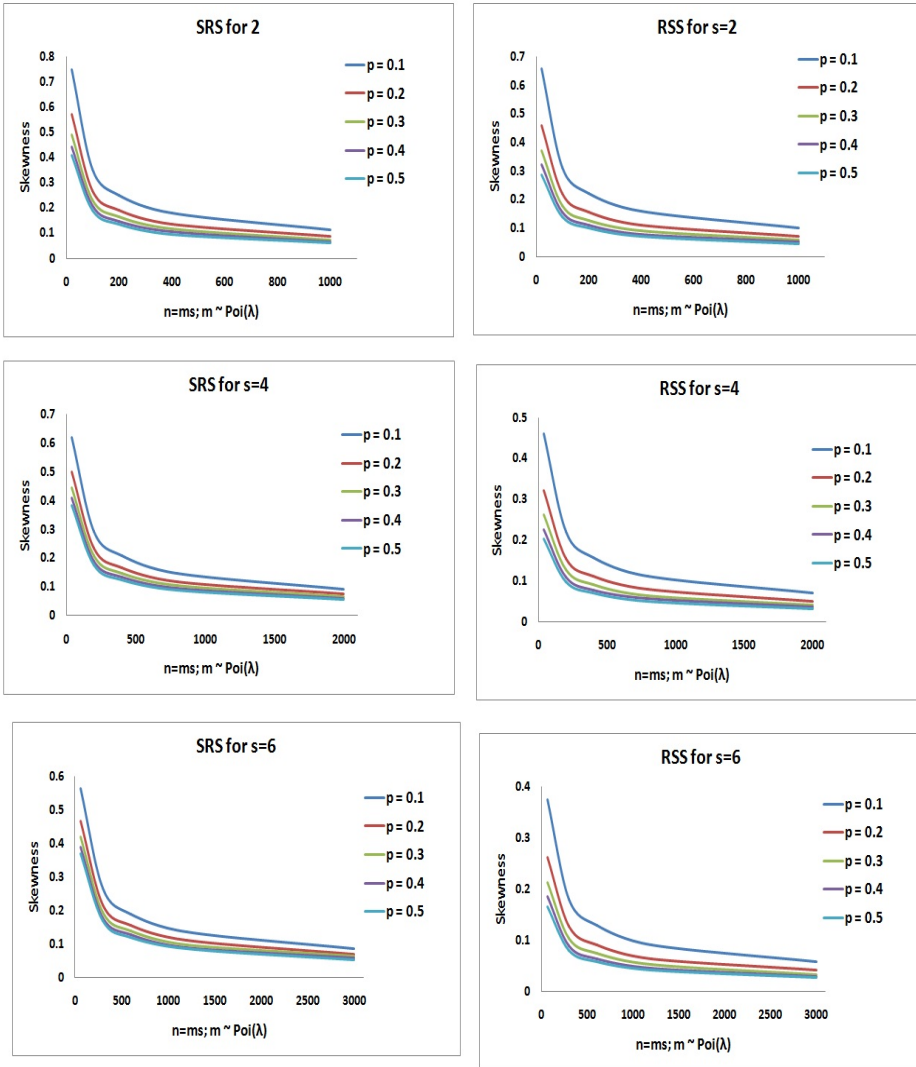 SRS for 2
0.8
0.7
0.6
0.5
0.4
0.3
0.2
0.1
0
Skewness
0 200 400 600 800 1000
n=ms; m ~ Poi(λ)
p = 0.1
p = 0.2
p = 0.3
p = 0.4
p = 0.5
RSS for s=2
0.7
0.6
0.5
0.4
0.3
0.2
0.1
0
Skewness
0 200 400 600 800 1000
n=ms; m ~ Poi(λ)
p = 0.1
p = 0.2
p = 0.3
p = 0.4
p = 0.5
SRS for s=4
0.7
0.6
0.5
0.4
0.3
0.2
0.1
0
Skewness
0 500 1000 1500 2000
n=ms; m ~ Poi(λ)
p = 0.1
p = 0.2
p = 0.3
p = 0.4
p = 0.5
RSS for s=4
0.5
0.4
0.3
0.2
0.1
0
Skewness
0 500 1000 1500 2000
n=ms; m ~ Poi(λ)
p = 0.1
p = 0.2
p = 0.3
p = 0.4
p = 0.5
SRS for s=6
0.6
0.5
0.4
0.3
0.2
0.1
0
Skewness
0 500 1000 1500 2000 2500 3000
n=ms; m ~ Poi(λ)
p = 0.1
p = 0.2
p = 0.3
p = 0.4
p = 0.5
RSS for s=6
0.4
0.3
0.2
0.1
0
Skewness
0 500 1000 1500 2000 2500 3000
n=ms; m ~ Poi(λ)
p = 0.1
p = 0.2
p = 0.3
p = 0.4
p = 0.5